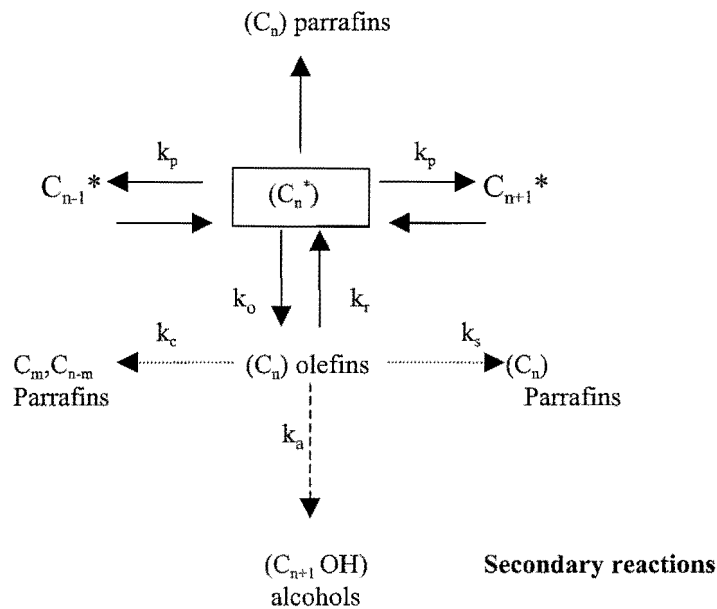 (Cₙ) parrafins
kₚ kₚ
Cₙ₋₁* (Cₙ*) Cₙ₊₁*
kₒ kᵣ
k_c kₛ
Cₘ,Cₙ₋ₘ (Cₙ) olefins (Cₙ)
Parrafins Parrafins
kₐ
(Cₙ₊₁ OH) Secondary reactions
alcohols